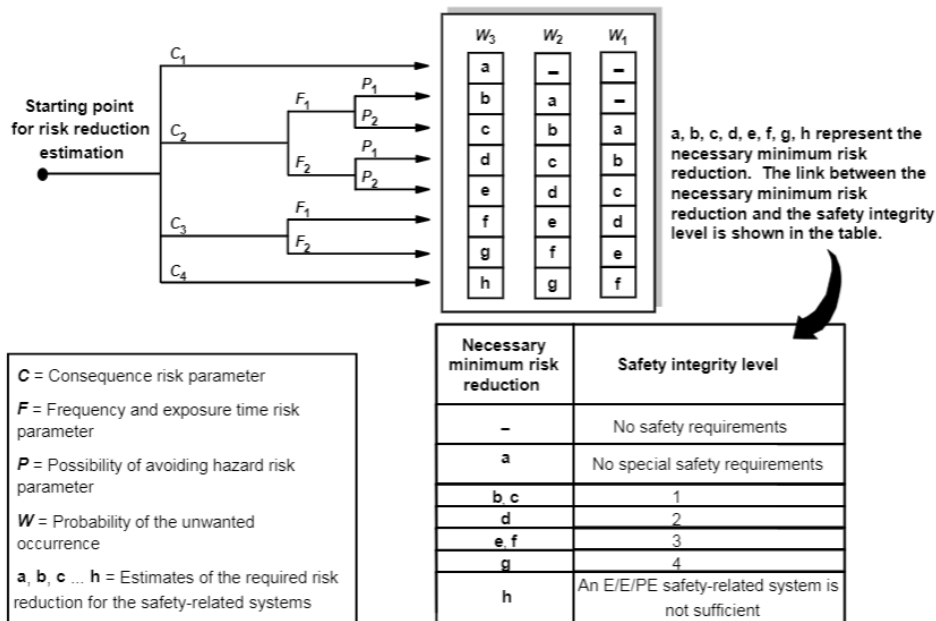 W3 W2 W1
C1
a – –
P1
b a –
F1
P2
c b a
Starting point
for risk reduction
estimation
C2
P1
d c b
F2
P2
e d c
F1
f e d
C3
F2
g f e
C4
h g f
a, b, c, d, e, f, g, h represent the
necessary minimum risk
reduction. The link between the
necessary minimum risk
reduction and the safety integrity
level is shown in the table.
C = Consequence risk parameter
F = Frequency and exposure time risk
parameter
P = Possibility of avoiding hazard risk
parameter
W = Probability of the unwanted
occurrence
a, b, c ... h = Estimates of the required risk
reduction for the safety-related systems
Necessary
minimum risk
reduction
Safety integrity level
– No safety requirements
a No special safety requirements
b, c 1
d 2
e, f 3
g 4
h An E/E/PE safety-related system is
not sufficient